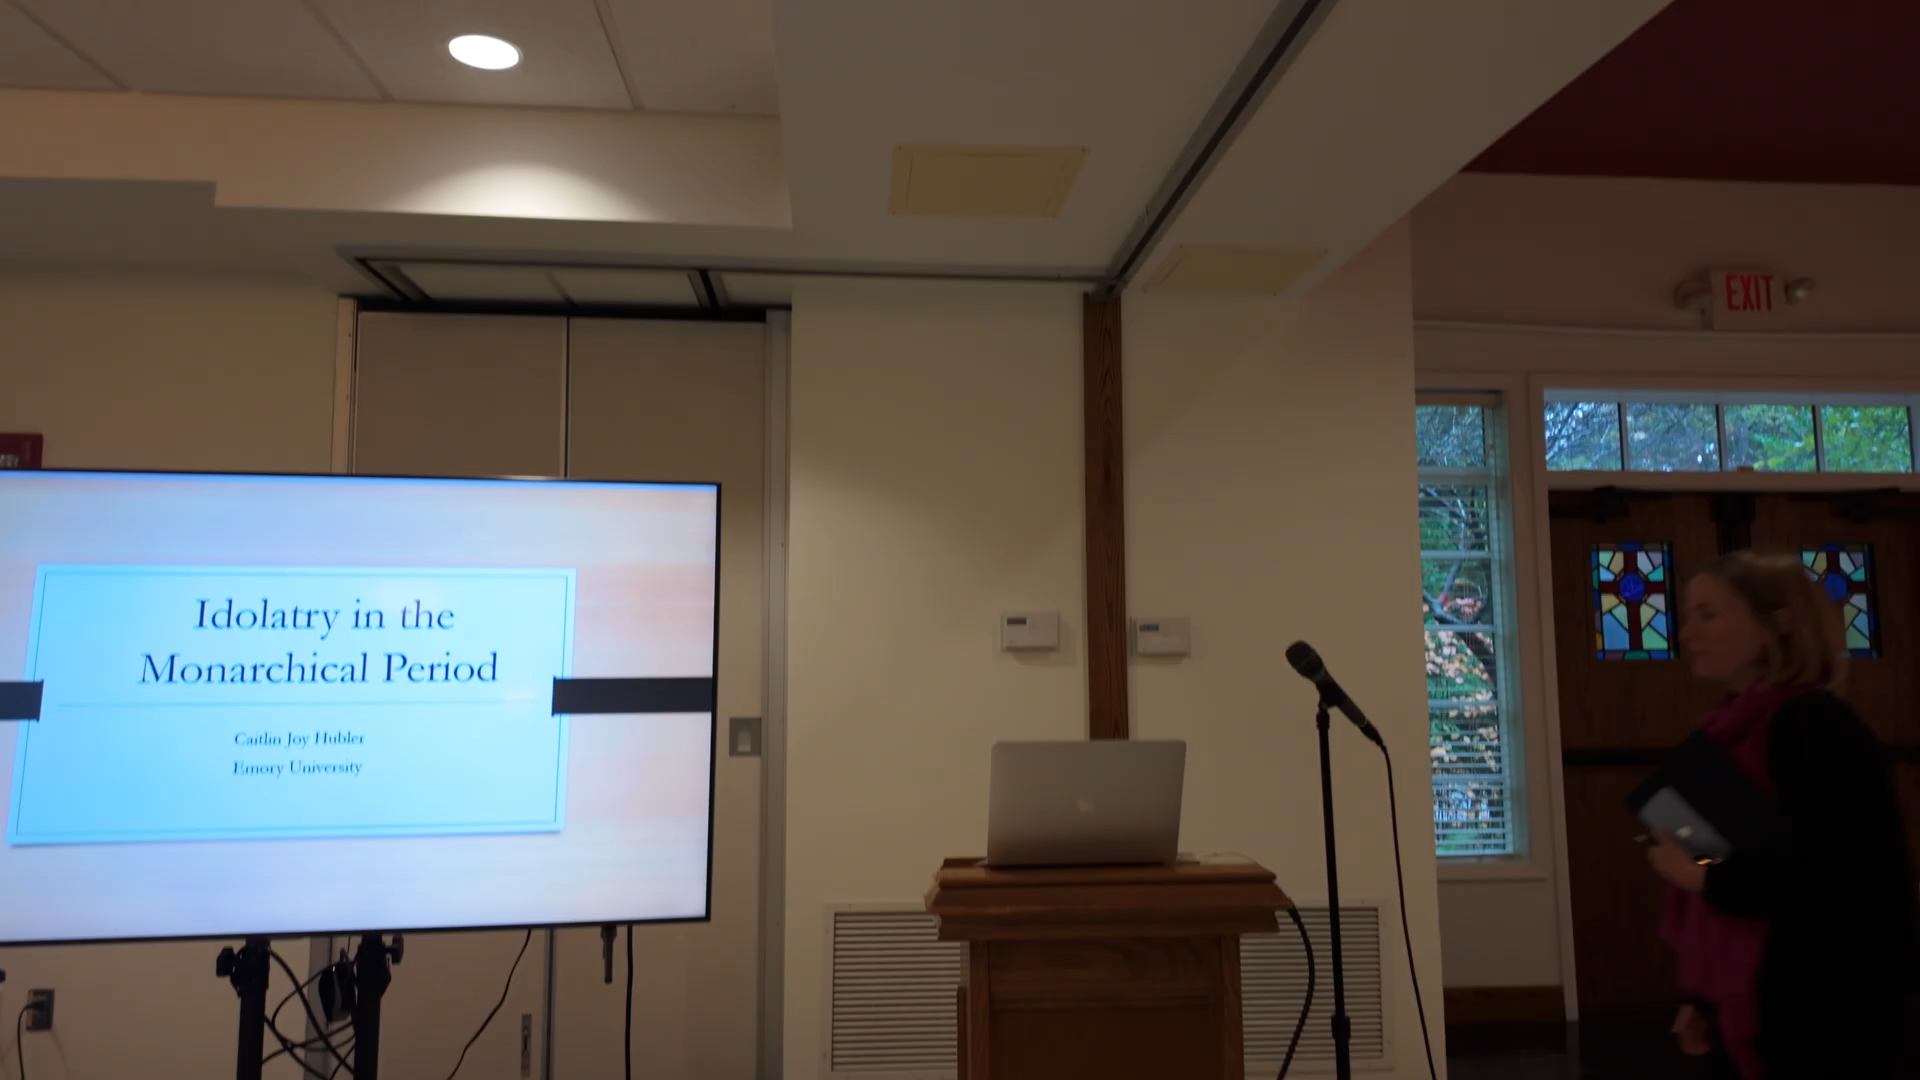 Idolatry in the
Monarchical Period
Caitlin Joy Hubler
Emory University
EXIT